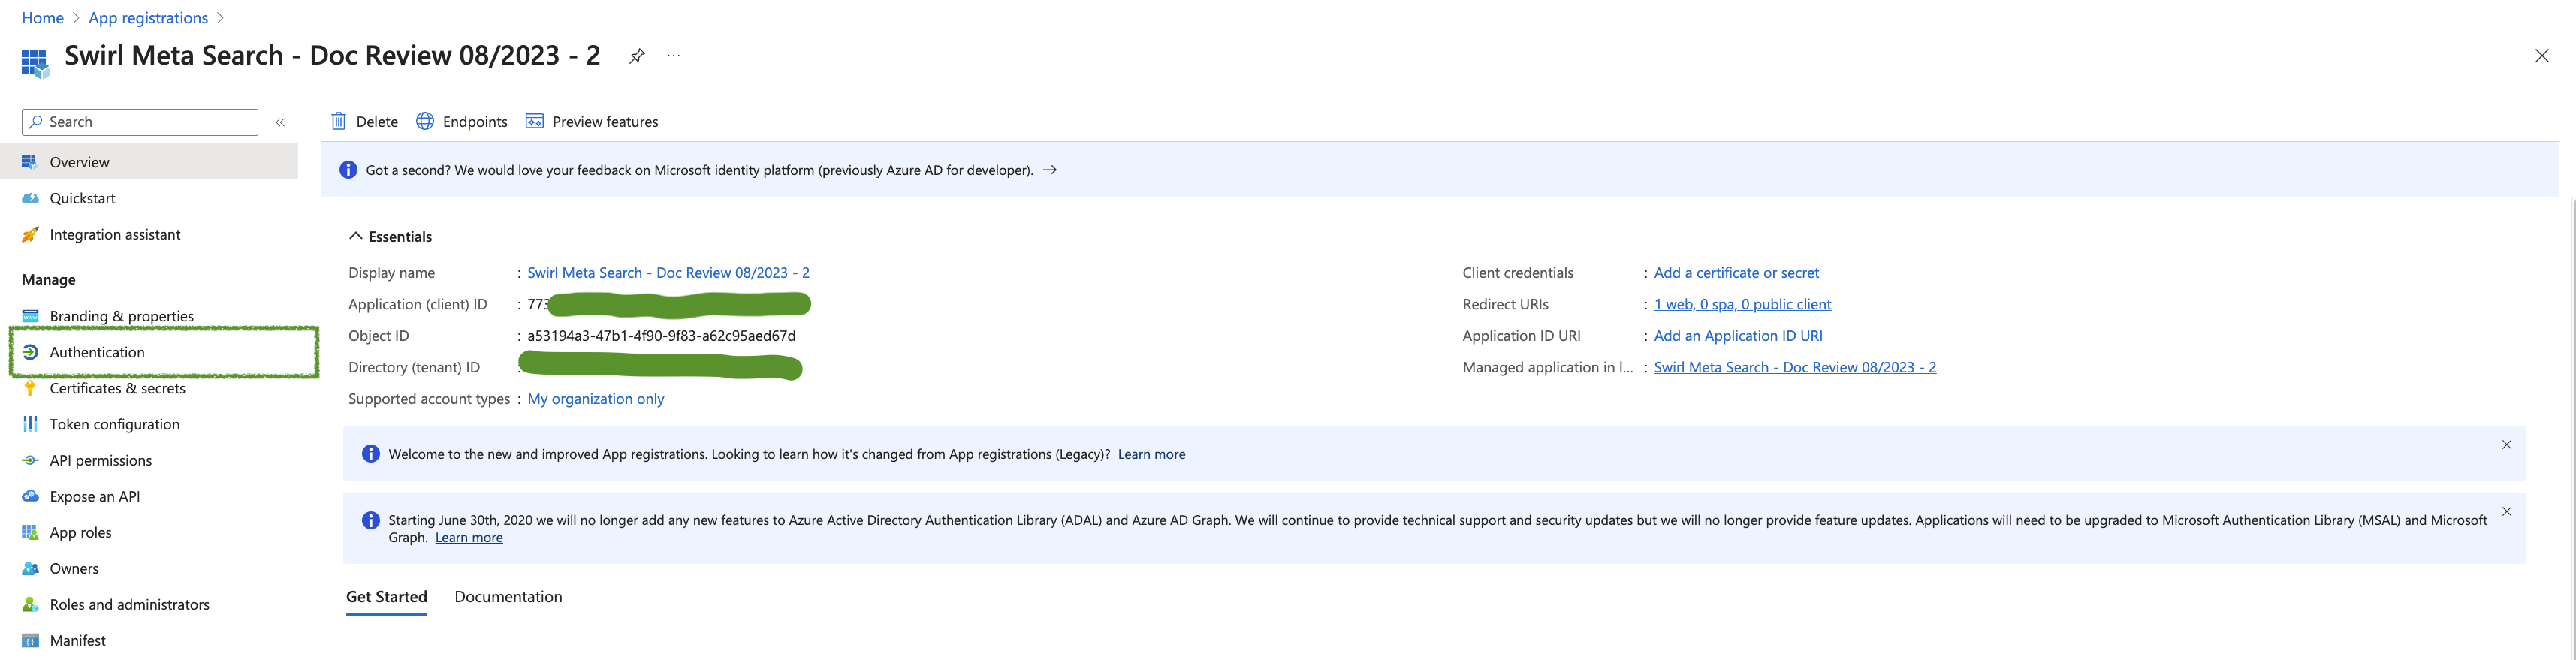 Home > App registrations >
Swirl Meta Search - Doc Review 08/2023 - 2
Search
Overview
Quickstart
Integration assistant
Manage
Branding & properties
Authentication
Certificates & secrets
Token configuration
API permissions
Expose an API
App roles
Owners
Roles and administrators
Manifest
Delete Endpoints Preview features
Got a second? We would love your feedback on Microsoft identity platform (previously Azure AD for developer). →
Essentials
Display name : Swirl Meta Search - Doc Review 08/2023 - 2
Application (client) ID : 773
Object ID : a53194a3-47b1-4f90-9f83-a62c95aed67d
Directory (tenant) ID :
Supported account types : My organization only
Client credentials : Add a certificate or secret
Redirect URIs : 1 web, 0 spa, 0 public client
Application ID URI : Add an Application ID URI
Managed application in l... : Swirl Meta Search - Doc Review 08/2023 - 2
Welcome to the new and improved App registrations. Looking to learn how it's changed from App registrations (Legacy)? Learn more
Starting June 30th, 2020 we will no longer add any new features to Azure Active Directory Authentication Library (ADAL) and Azure AD Graph. We will continue to provide technical support and security updates but we will no longer provide feature updates. Applications will need to be upgraded to Microsoft Authentication Library (MSAL) and Microsoft
Graph. Learn more
Get Started Documentation